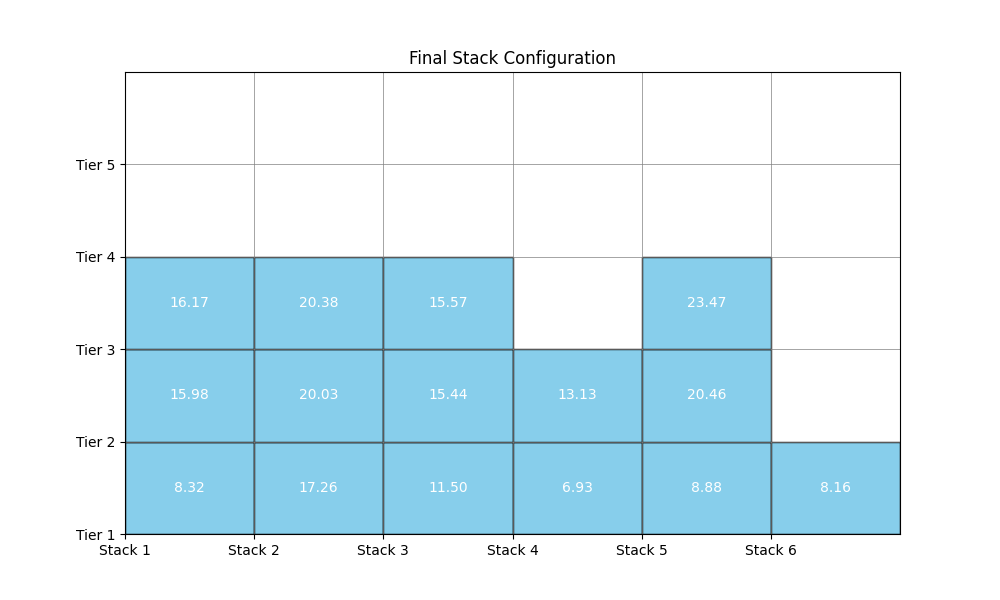 Final Stack Configuration
Tier 5
Tier 4
16.17 20.38 15.57 23.47
Tier 3
15.98 20.03 15.44 13.13 20.46
Tier 2
8.32 17.26 11.50 6.93 8.88 8.16
Tier 1
Stack 1 Stack 2 Stack 3 Stack 4 Stack 5 Stack 6